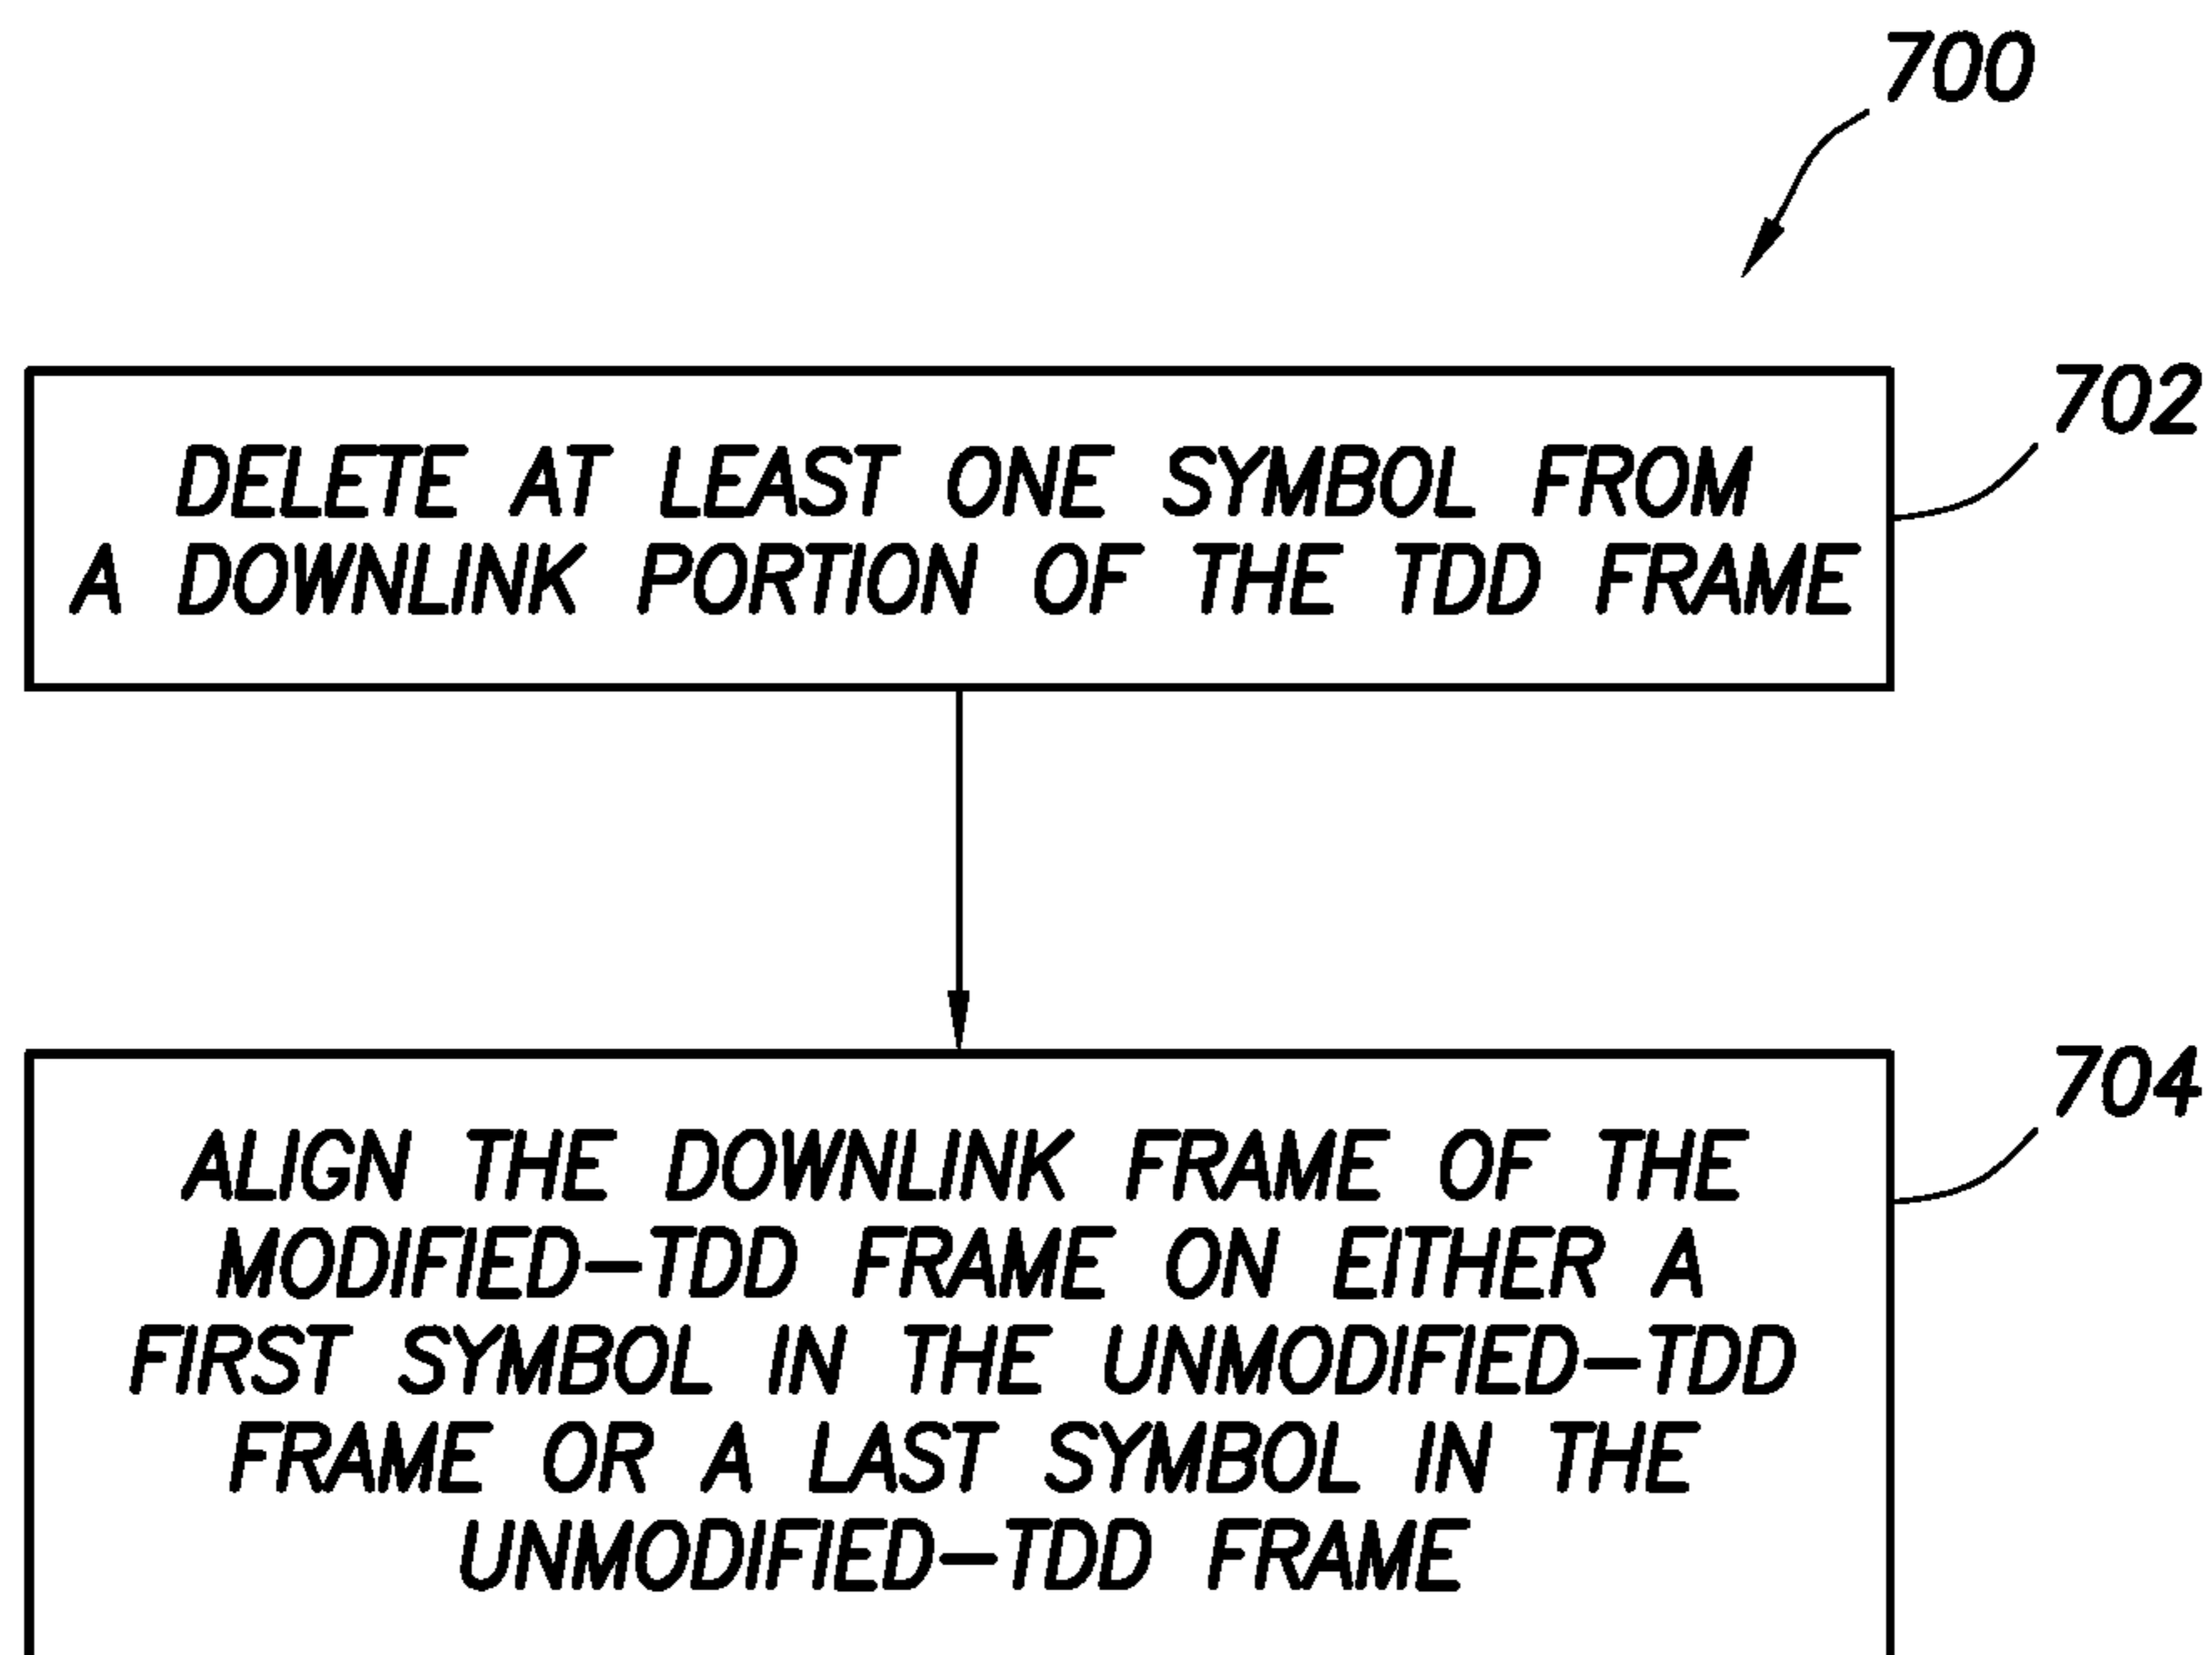 700
702
DELETE AT LEAST ONE SYMBOL FROM
A DOWNLINK PORTION OF THE TDD FRAME
704
ALIGN THE DOWNLINK FRAME OF THE
MODIFIED-TDD FRAME ON EITHER A
FIRST SYMBOL IN THE UNMODIFIED-TDD
FRAME OR A LAST SYMBOL IN THE
UNMODIFIED-TDD FRAME